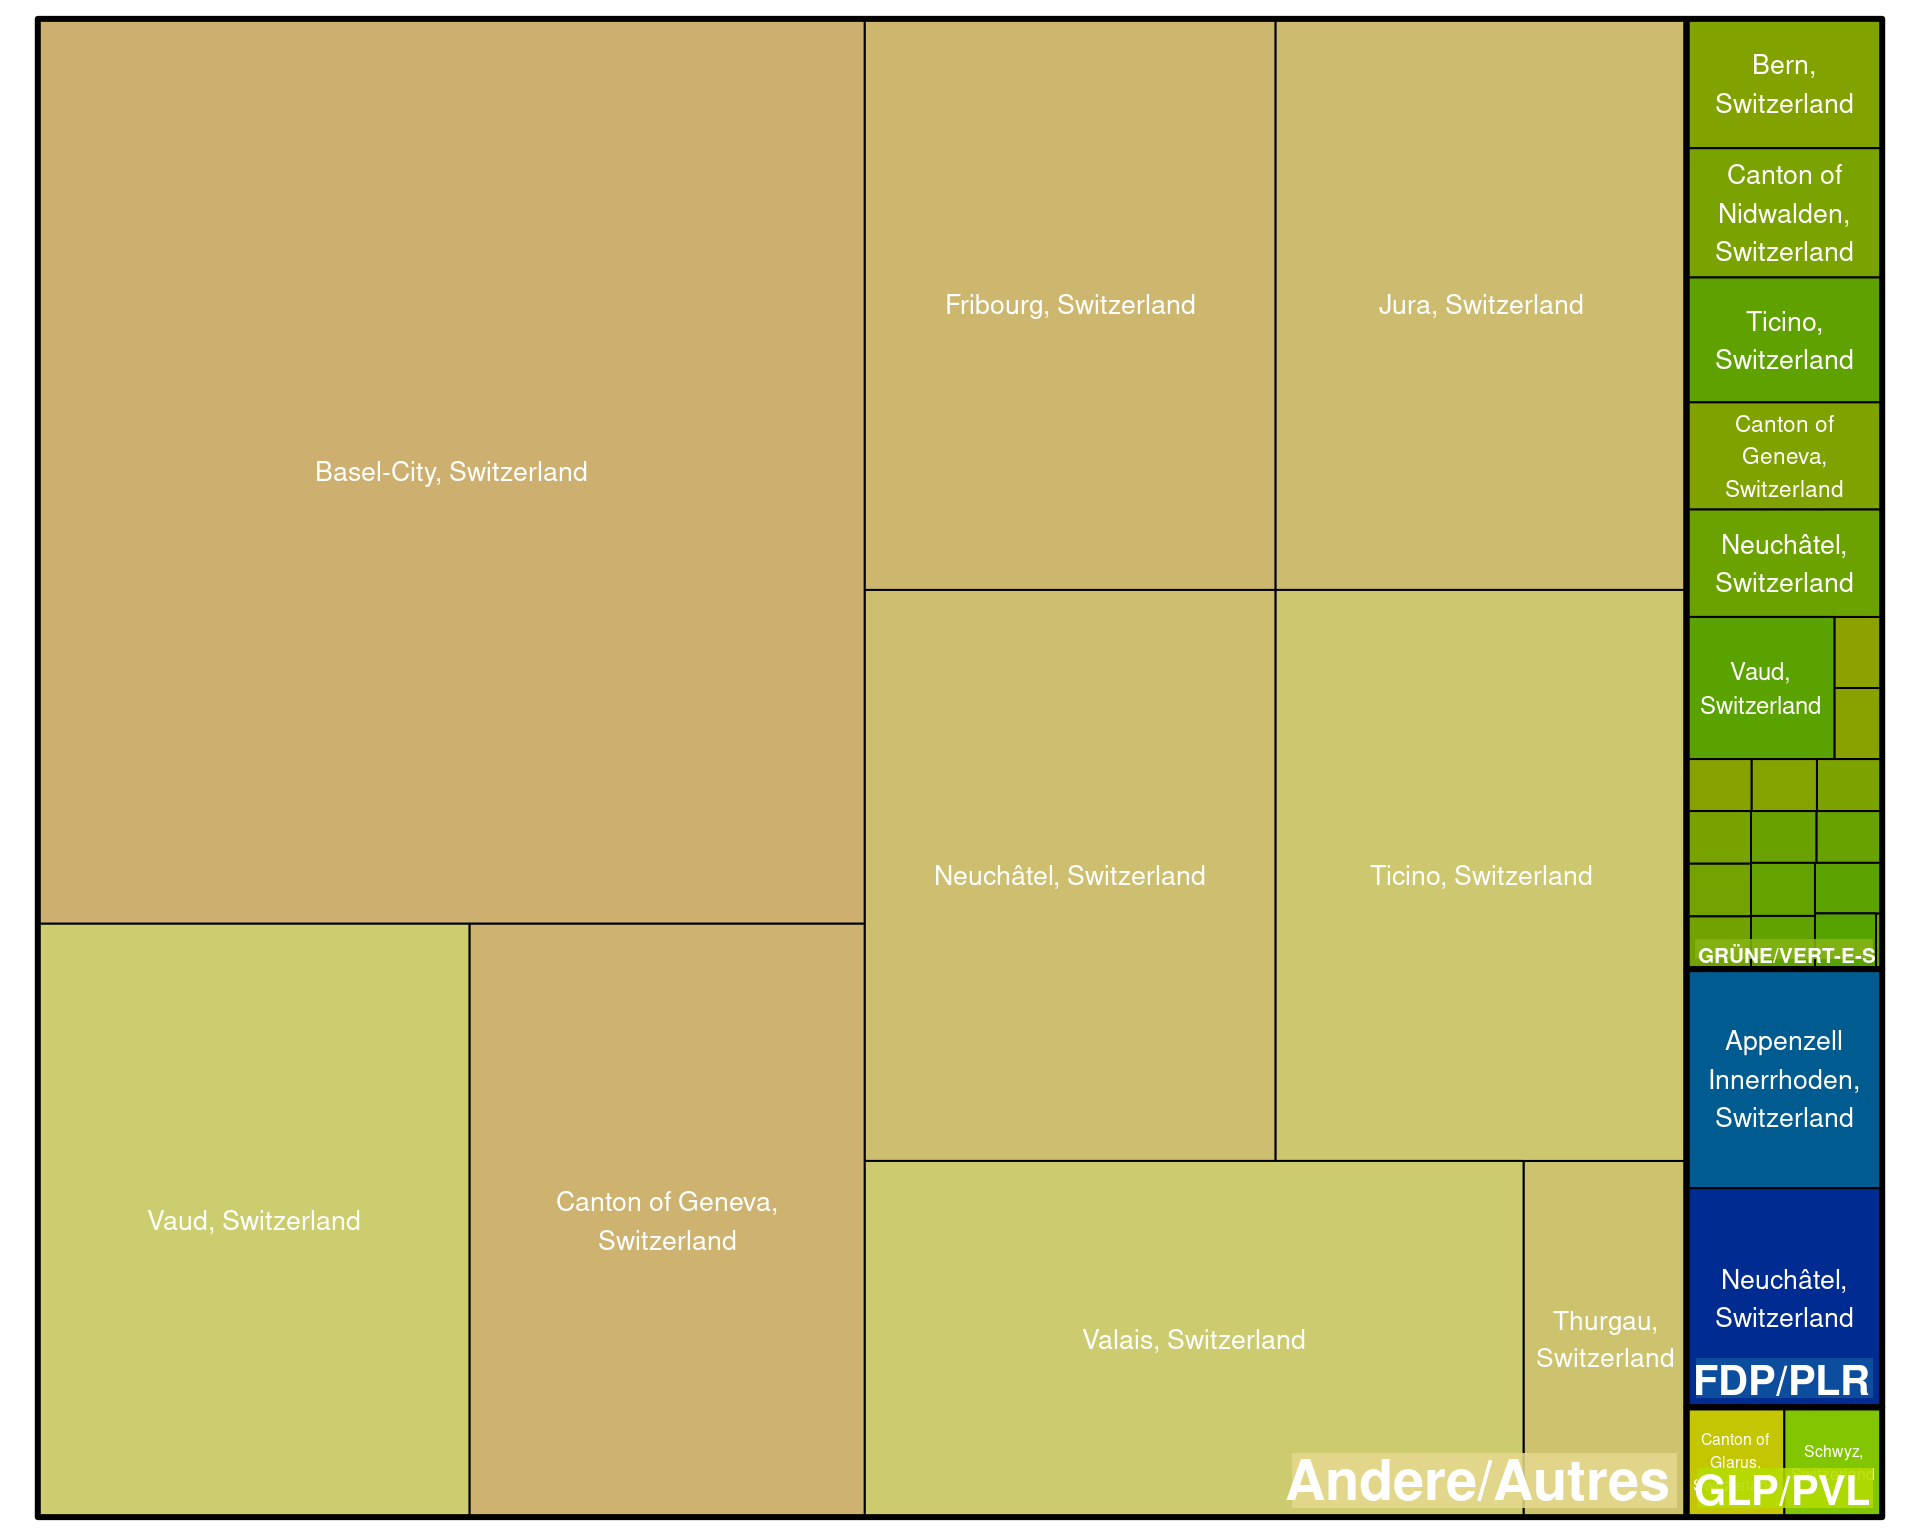 Basel-City, Switzerland
Fribourg, Switzerland
Jura, Switzerland
Neuchâtel, Switzerland
Ticino, Switzerland
Vaud, Switzerland
Canton of Geneva,
Switzerland
Valais, Switzerland
Thurgau,
Switzerland
Andere/Autres
Bern,
Switzerland
Canton of
Nidwalden,
Switzerland
Ticino,
Switzerland
Canton of
Geneva,
Switzerland
Neuchâtel,
Switzerland
Vaud,
Switzerland
GRÜNE/VERT-E-S
Appenzell
Innerrhoden,
Switzerland
Neuchâtel,
Switzerland
FDP/PLR
Canton of
Glarus,
Schwyz,
GLP/PVL